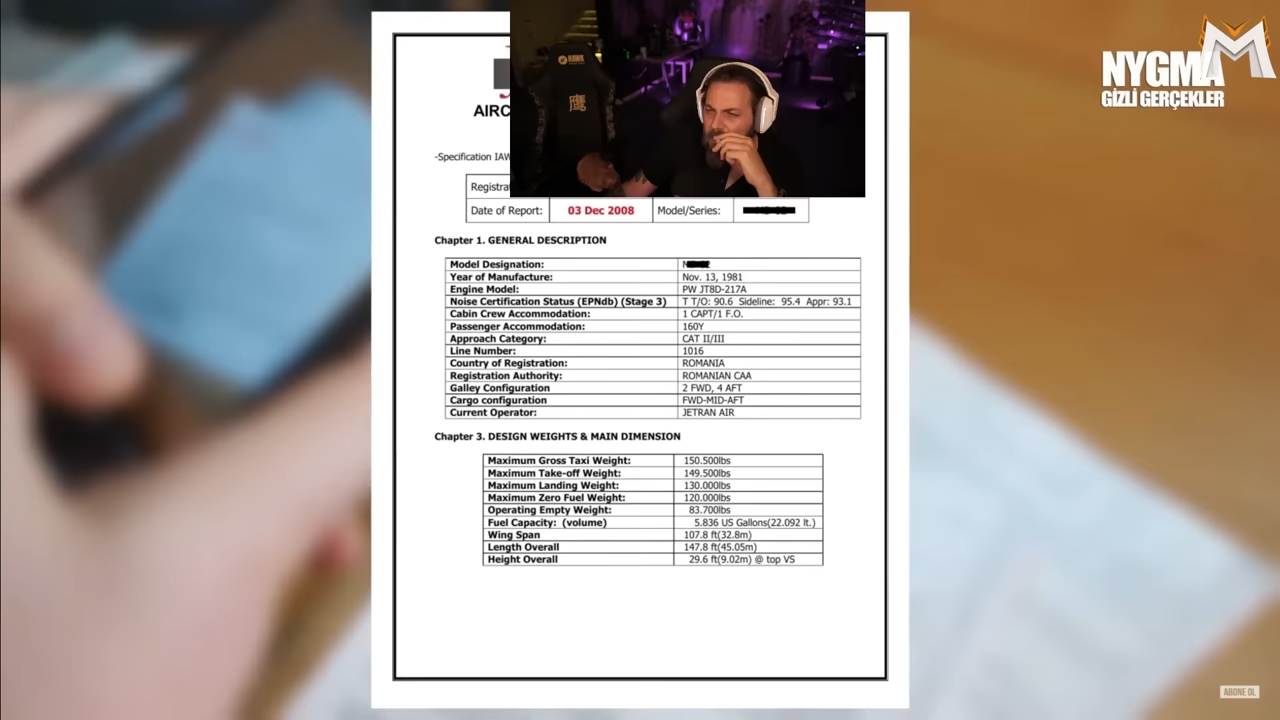 NYGMA
GİZLİ GERÇEKLER
HAWK
AIRC
-Specification IAW
Registra
Date of Report: 03 Dec 2008 Model/Series:
Chapter 1. GENERAL DESCRIPTION
Model Designation:
Year of Manufacture: Nov. 13, 1981
Engine Model: PW JT8D-217A
Noise Certification Status (EPNdb) (Stage 3) T T/O: 90.6 Sideline: 95.4 Appr: 93.1
Cabin Crew Accommodation: 1 CAPT/1 F.O.
Passenger Accommodation: 160Y
Approach Category: CAT II/III
Line Number: 1016
Country of Registration: ROMANIA
Registration Authority: ROMANIAN CAA
Galley Configuration 2 FWD, 4 AFT
Cargo configuration FWD-MID-AFT
Current Operator: JETRAN AIR
Chapter 3. DESIGN WEIGHTS & MAIN DIMENSION
Maximum Gross Taxi Weight: 150.500lbs
Maximum Take-off Weight: 149.500lbs
Maximum Landing Weight: 130.000lbs
Maximum Zero Fuel Weight: 120.000lbs
Operating Empty Weight: 83.700lbs
Fuel Capacity: (volume) 5.836 US Gallons(22.092 lt.)
Wing Span 107.8 ft(32.8m)
Length Overall 147.8 ft(45.05m)
Height Overall 29.6 ft(9.02m) @ top VS
ABONE OL